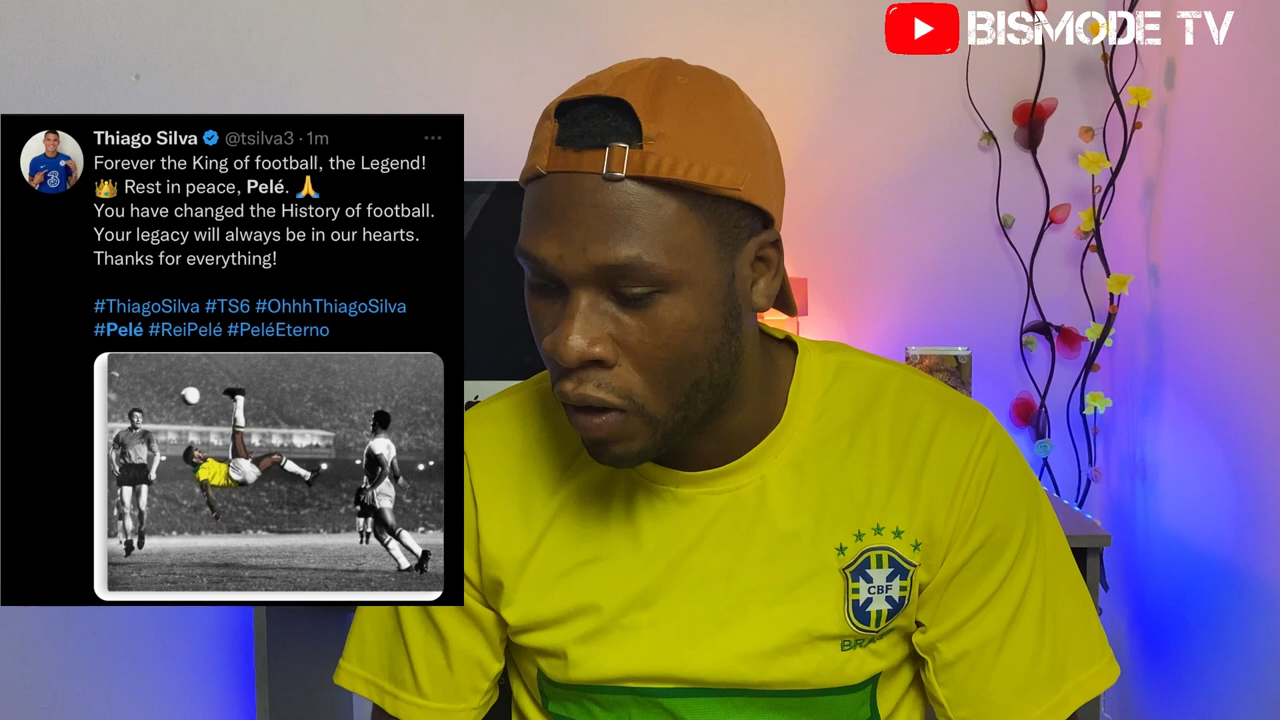 BISMODE TV
Thiago Silva @tsilva3 · 1m
Forever the King of football, the Legend!
👑 Rest in peace, Pelé. 🙏
You have changed the History of football.
Your legacy will always be in our hearts.
Thanks for everything!
#ThiagoSilva #TS6 #OhhhThiagoSilva
#Pelé #ReiPelé #PeléEterno
3
CBF